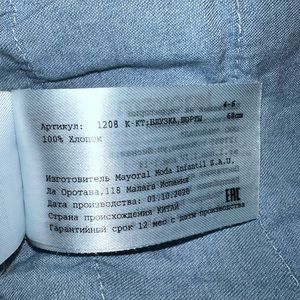 4-6
Артикул: 1208 К-КТ:БЛУЗКА,ШОРТЫ 68cm
100% Хлопок
Изготовитель Mayoral Moda Infantil S.A.U.
Ла Оротава,118 Малага Испания
Дата производства: 03-10-2020
Страна происхождения КИТАЙ
Гарантийный срок 12 мес с даты производства
EAC